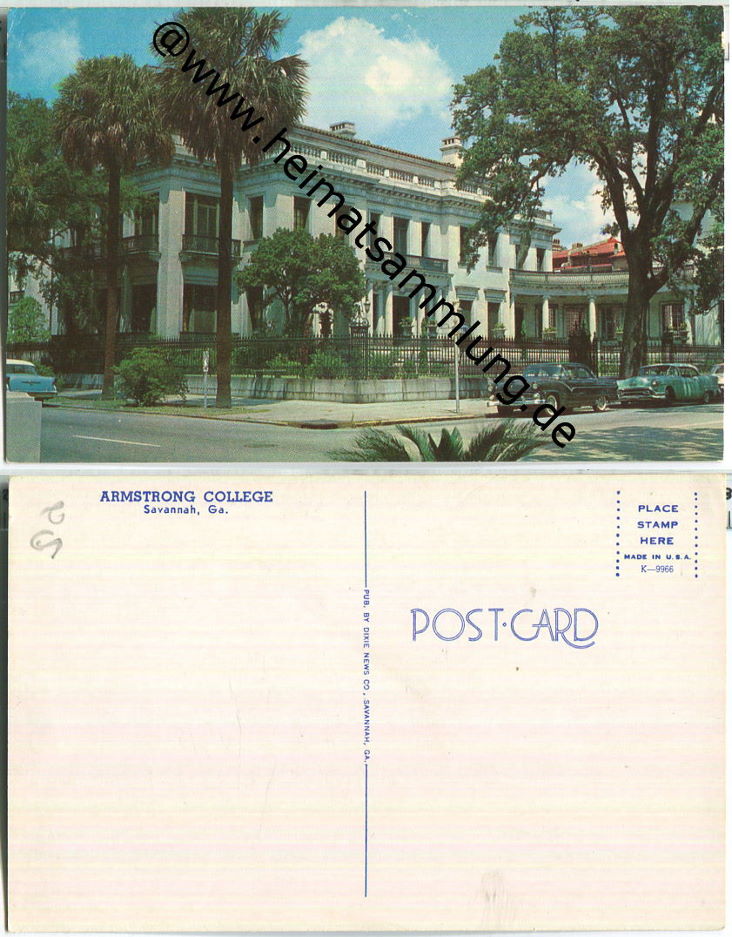 @www.heimatsammlung.de
ARMSTRONG COLLEGE
Savannah, Ga.
PLACE
STAMP
HERE
MADE IN U.S.A.
K—9966
POST·CARD
PUB. BY DIXIE NEWS CO., SAVANNAH, GA.